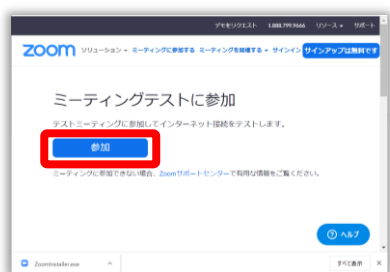 デモをリクエスト 1.888.799.9666 リソース サポート
zoom ソリューション ミーティングに参加する ミーティングを開催する サインイン サインアップは無料です
ミーティングテストに参加
テストミーティングに参加してインターネット接続をテストします。
参加
ミーティングに参加できない場合、Zoomサポートセンターで有用な情報をご覧ください。
ヘルプ
ZoomInstaller.exe すべて表示